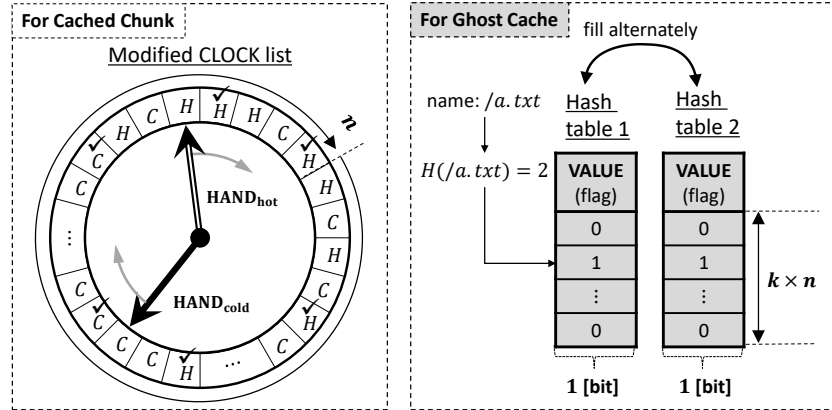 For Cached Chunk
Modified CLOCK list
H
✓
H
H
C
✓
H
n
H
C
H
C
✓
H
C
...
✓
H
C
C
✓
C
C
⋮
C
✓
C
H
C
HAND_hot
HAND_cold
For Ghost Cache
fill alternately
name: /a.txt
H(/a.txt) = 2
Hash
table 1
Hash
table 2
VALUE
(flag)
VALUE
(flag)
0
0
1
1
⋮
⋮
0
0
k × n
1 [bit]
1 [bit]